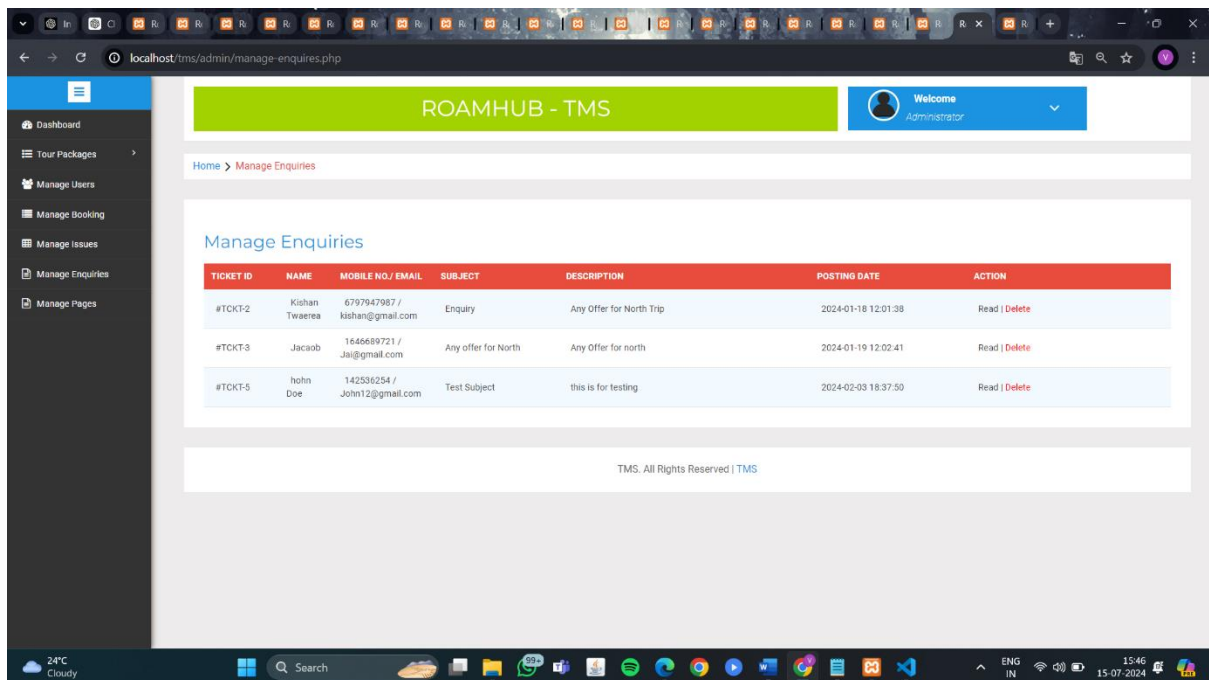 localhost/tms/admin/manage-enquires.php
ROAMHUB - TMS
Welcome
Administrator
Dashboard
Tour Packages
Manage Users
Manage Booking
Manage Issues
Manage Enquiries
Manage Pages
Home > Manage Enquiries
Manage Enquiries
TICKET ID NAME MOBILE NO./ EMAIL SUBJECT DESCRIPTION POSTING DATE ACTION
#TCKT-2 Kishan Twaerea 6797947987 / kishan@gmail.com Enquiry Any Offer for North Trip 2024-01-18 12:01:38 Read | Delete
#TCKT-3 Jacaob 1646689721 / Jai@gmail.com Any offer for North Any Offer for north 2024-01-19 12:02:41 Read | Delete
#TCKT-5 hohn Doe 142536254 / John12@gmail.com Test Subject this is for testing 2024-02-03 18:37:50 Read | Delete
TMS. All Rights Reserved | TMS
24°C
Cloudy
Search
99+
ENG
IN
15:46
15-07-2024